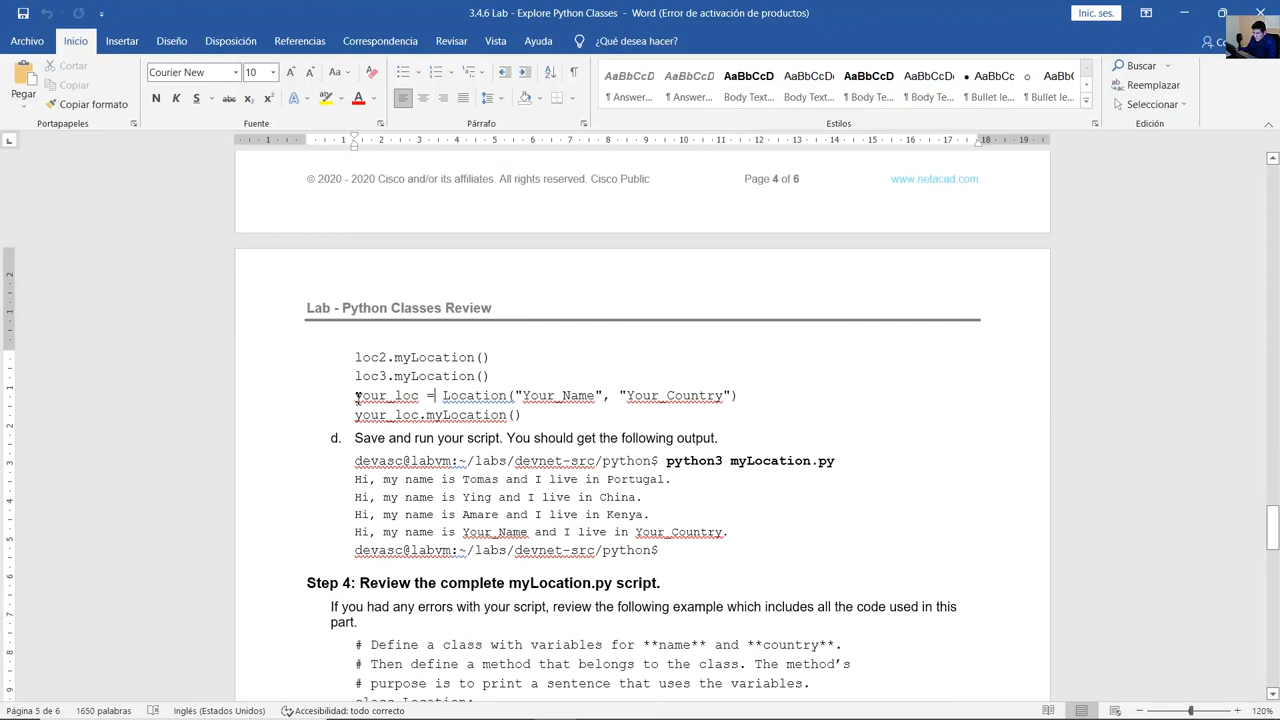 3.4.6 Lab - Explore Python Classes - Word (Error de activación de productos)
Inic. ses.
Archivo Inicio Insertar Diseño Disposición Referencias Correspondencia Revisar Vista Ayuda ¿Qué desea hacer?
Pegar
Cortar
Copiar
Copiar formato
Portapapeles
Courier New 10
N K S abc x₂ x²
Fuente
Párrafo
AaBbCcD AaBbCcD AaBbCcD AaBbCcDı AaBbCcD AaBbCcDı AaBbCc AaBbC
¶ Answer... ¶ Answer... Body Text... Body Text... Body Text... ¶ Body Text... ¶ Bullet le... ¶ Bullet le...
Estilos
Buscar
Reemplazar
Seleccionar
Edición
© 2020 - 2020 Cisco and/or its affiliates. All rights reserved. Cisco Public Page 4 of 6 www.netacad.com
Lab - Python Classes Review
loc2.myLocation()
loc3.myLocation()
your_loc = Location("Your_Name", "Your_Country")
your_loc.myLocation()
d. Save and run your script. You should get the following output.
devasc@labvm:~/labs/devnet-src/python$ python3 myLocation.py
Hi, my name is Tomas and I live in Portugal.
Hi, my name is Ying and I live in China.
Hi, my name is Amare and I live in Kenya.
Hi, my name is Your_Name and I live in Your_Country.
devasc@labvm:~/labs/devnet-src/python$
Step 4: Review the complete myLocation.py script.
If you had any errors with your script, review the following example which includes all the code used in this
part.
# Define a class with variables for **name** and **country**.
# Then define a method that belongs to the class. The method’s
# purpose is to print a sentence that uses the variables.
class Location:
Página 5 de 6 1650 palabras Inglés (Estados Unidos) Accesibilidad: todo correcto 120%